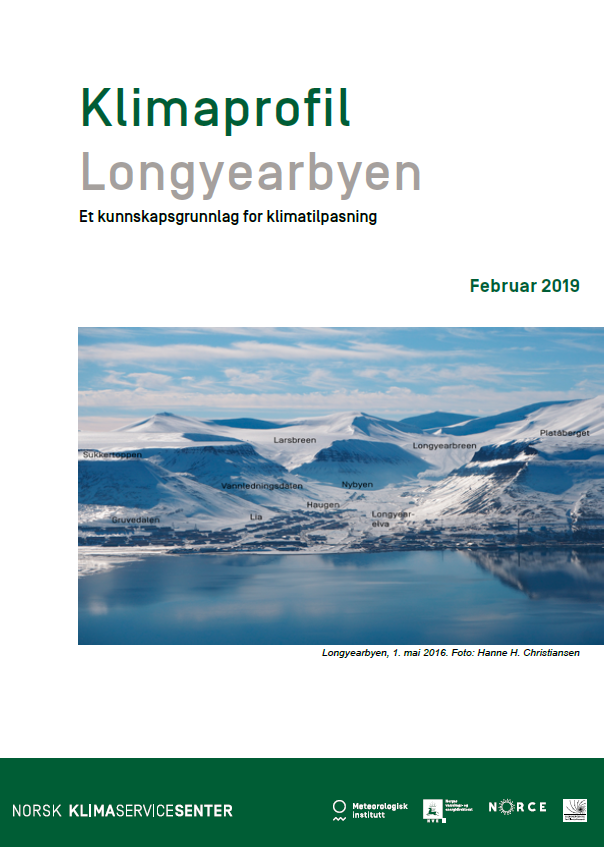 Klimaprofil
Longyearbyen
Et kunnskapsgrunnlag for klimatilpasning
Februar 2019
Platåberget
Larsbreen
Longyearbreen
Sukkertoppen
Vannledningsdalen
Nybyen
Haugen
Gruvedalen
Lia
Longyear-
elva
Longyearbyen, 1. mai 2016. Foto: Hanne H. Christiansen
NORSK KLIMASERVICESENTER
Meteorologisk
institutt
NVE
NORCE